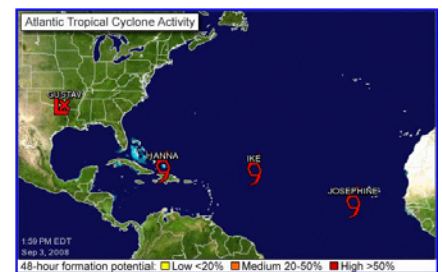 Atlantic Tropical Cyclone Activity
GUSTAV
HANNA
IKE
JOSEPHINE
1:59 PM EDT
Sep 3, 2008
48-hour formation potential: Low <20% Medium 20-50% High >50%